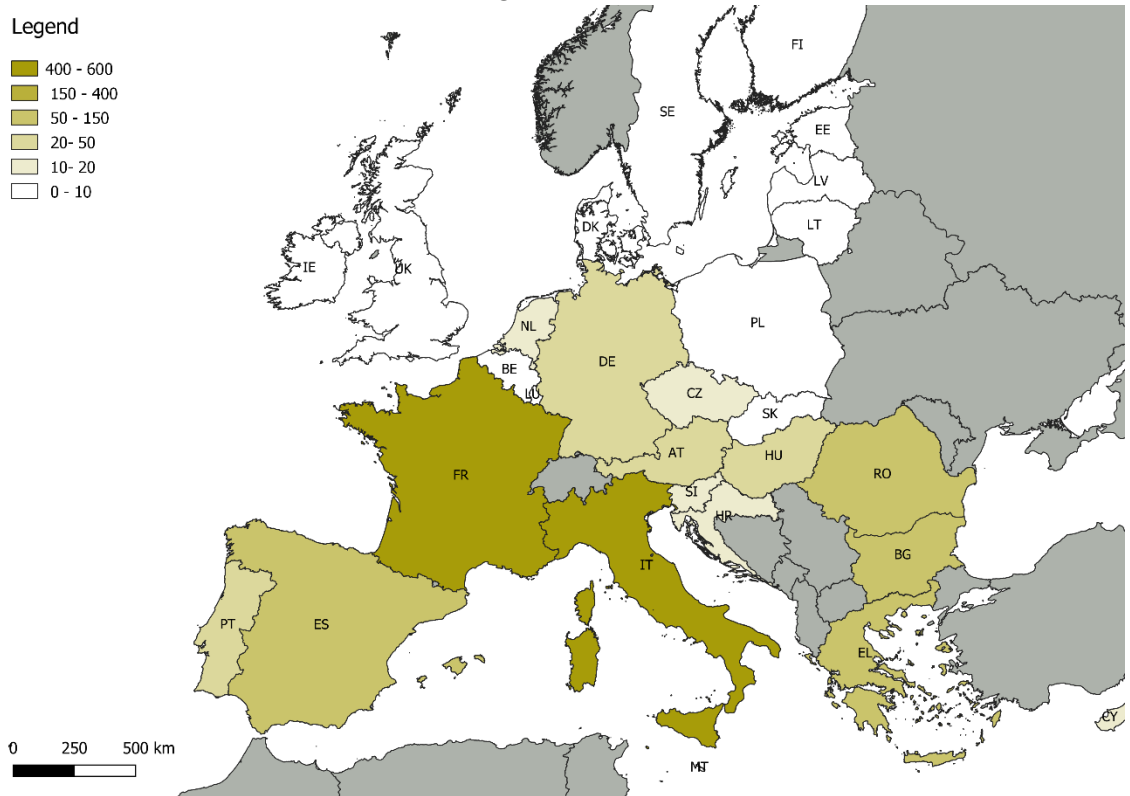 Legend
400 - 600
150 - 400
50 - 150
20- 50
10 - 20
0 - 10
FI
SE
EE
LV
LT
DK
IE
UK
NL
PL
DE
BE
LU
CZ
SK
AT
HU
FR
SI
RO
HR
BG
IT
PT
ES
EL
CY
0 250 500 km